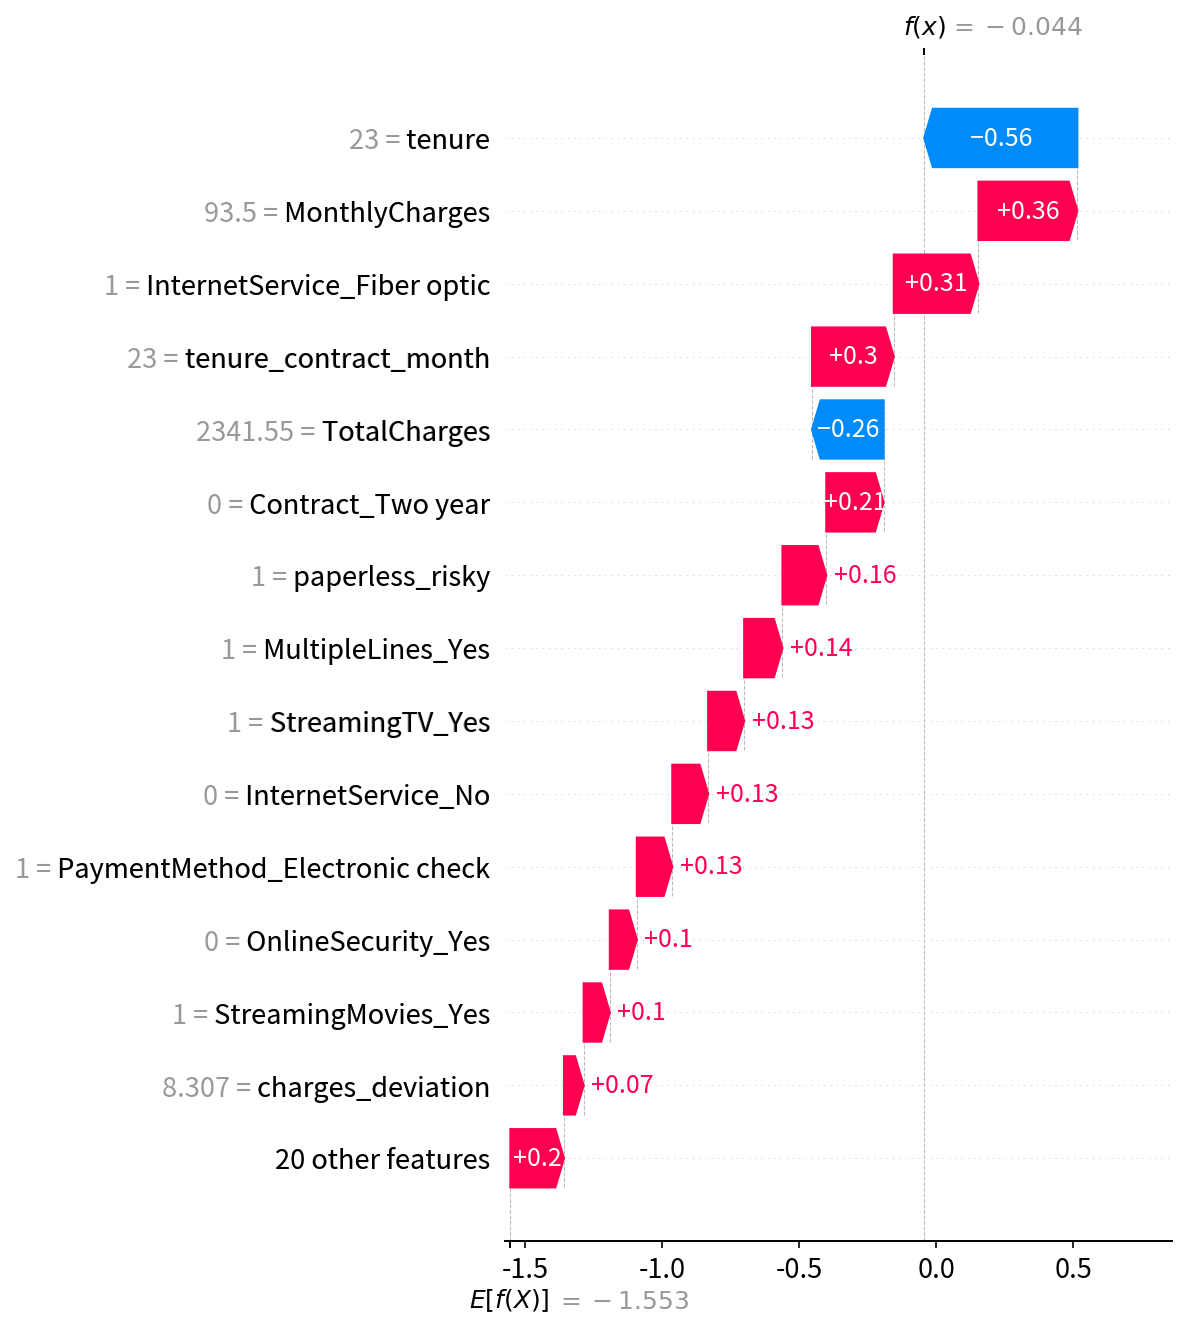 f(x) = −0.044
23 = tenure
−0.56
93.5 = MonthlyCharges
+0.36
1 = InternetService_Fiber optic
+0.31
23 = tenure_contract_month
+0.3
2341.55 = TotalCharges
−0.26
0 = Contract_Two year
+0.21
1 = paperless_risky
+0.16
1 = MultipleLines_Yes
+0.14
1 = StreamingTV_Yes
+0.13
0 = InternetService_No
+0.13
1 = PaymentMethod_Electronic check
+0.13
0 = OnlineSecurity_Yes
+0.1
1 = StreamingMovies_Yes
+0.1
8.307 = charges_deviation
+0.07
20 other features
+0.2
-1.5 -1.0 -0.5 0.0 0.5
E[f(X)] = −1.553